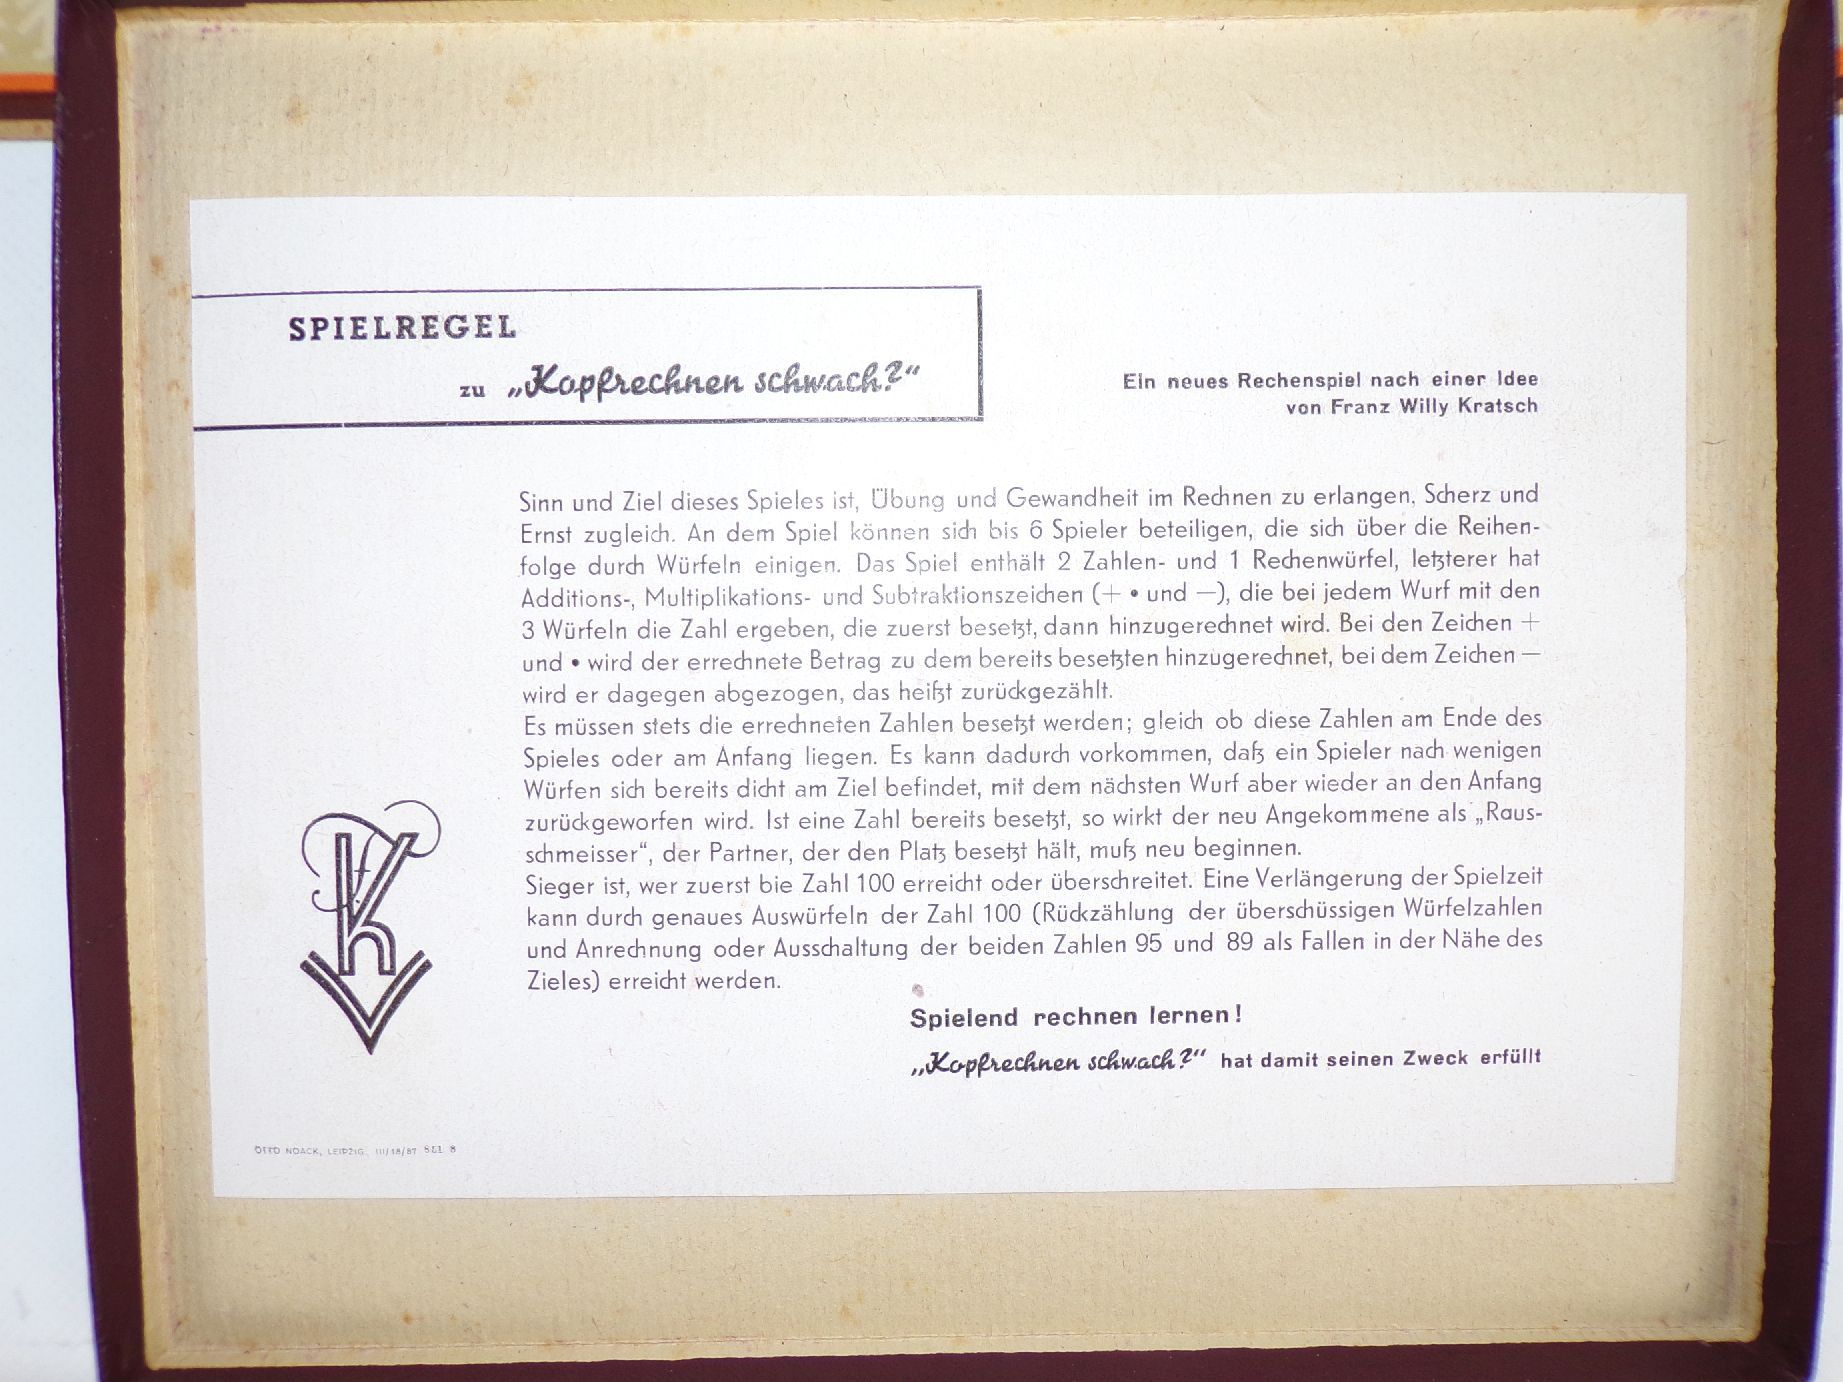 SPIELREGEL
zu „Kopfrechnen schwach?“
Ein neues Rechenspiel nach einer Idee
von Franz Willy Kratsch
Sinn und Ziel dieses Spieles ist, Übung und Gewandheit im Rechnen zu erlangen, Scherz und
Ernst zugleich. An dem Spiel können sich bis 6 Spieler beteiligen, die sich über die Reihen-
folge durch Würfeln einigen. Das Spiel enthält 2 Zahlen- und 1 Rechenwürfel, letzterer hat
Additions-, Multiplikations- und Subtraktionszeichen (+ • und —), die bei jedem Wurf mit den
3 Würfeln die Zahl ergeben, die zuerst besetzt, dann hinzugerechnet wird. Bei den Zeichen +
und • wird der errechnete Betrag zu dem bereits besetzten hinzugerechnet, bei dem Zeichen —
wird er dagegen abgezogen, das heißt zurückgezählt.
Es müssen stets die errechneten Zahlen besetzt werden; gleich ob diese Zahlen am Ende des
Spieles oder am Anfang liegen. Es kann dadurch vorkommen, daß ein Spieler nach wenigen
Würfen sich bereits dicht am Ziel befindet, mit dem nächsten Wurf aber wieder an den Anfang
zurückgeworfen wird. Ist eine Zahl bereits besetzt, so wirkt der neu Angekommene als „Raus-
schmeisser“, der Partner, der den Platz besetzt hält, muß neu beginnen.
Sieger ist, wer zuerst bie Zahl 100 erreicht oder überschreitet. Eine Verlängerung der Spielzeit
kann durch genaues Auswürfeln der Zahl 100 (Rückzählung der überschüssigen Würfelzahlen
und Anrechnung oder Ausschaltung der beiden Zahlen 95 und 89 als Fallen in der Nähe des
Zieles) erreicht werden.
Spielend rechnen lernen!
„Kopfrechnen schwach?“ hat damit seinen Zweck erfüllt
OTTO NOACK, LEIPZIG, III/18/87